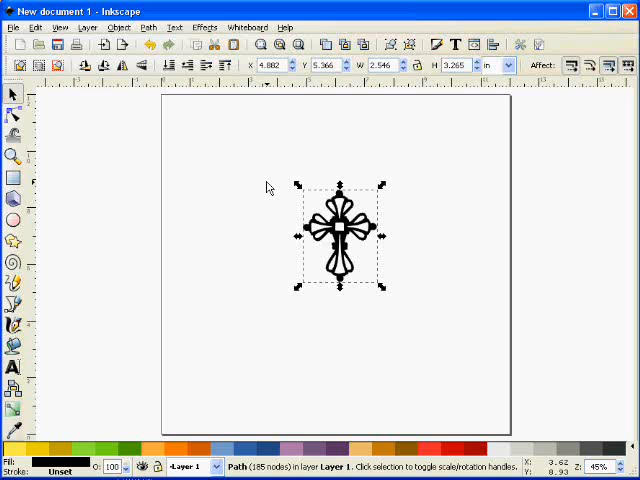 New document 1 - Inkscape
File Edit View Layer Object Path Text Effects Whiteboard Help
X 4.882 Y 5.366 W 2.546 H 3.265 in Affect:
A
Fill: Unset O: 100 Layer 1 Path (185 nodes) in layer Layer 1. Click selection to toggle scale/rotation handles. X: 3.62 Z: 45%
Stroke: Y: 8.93